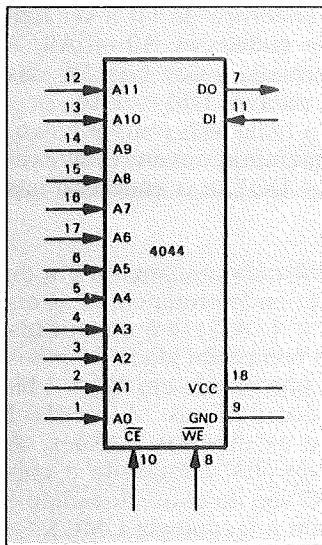 12 A11 DO 7
13 A10 DI 11
14 A9
15 A8
16 A7
17 A6
4044
6 A5
5 A4
4 A3
3 A2
2 A1 VCC 18
1 A0 GND 9
CE WE
10 8